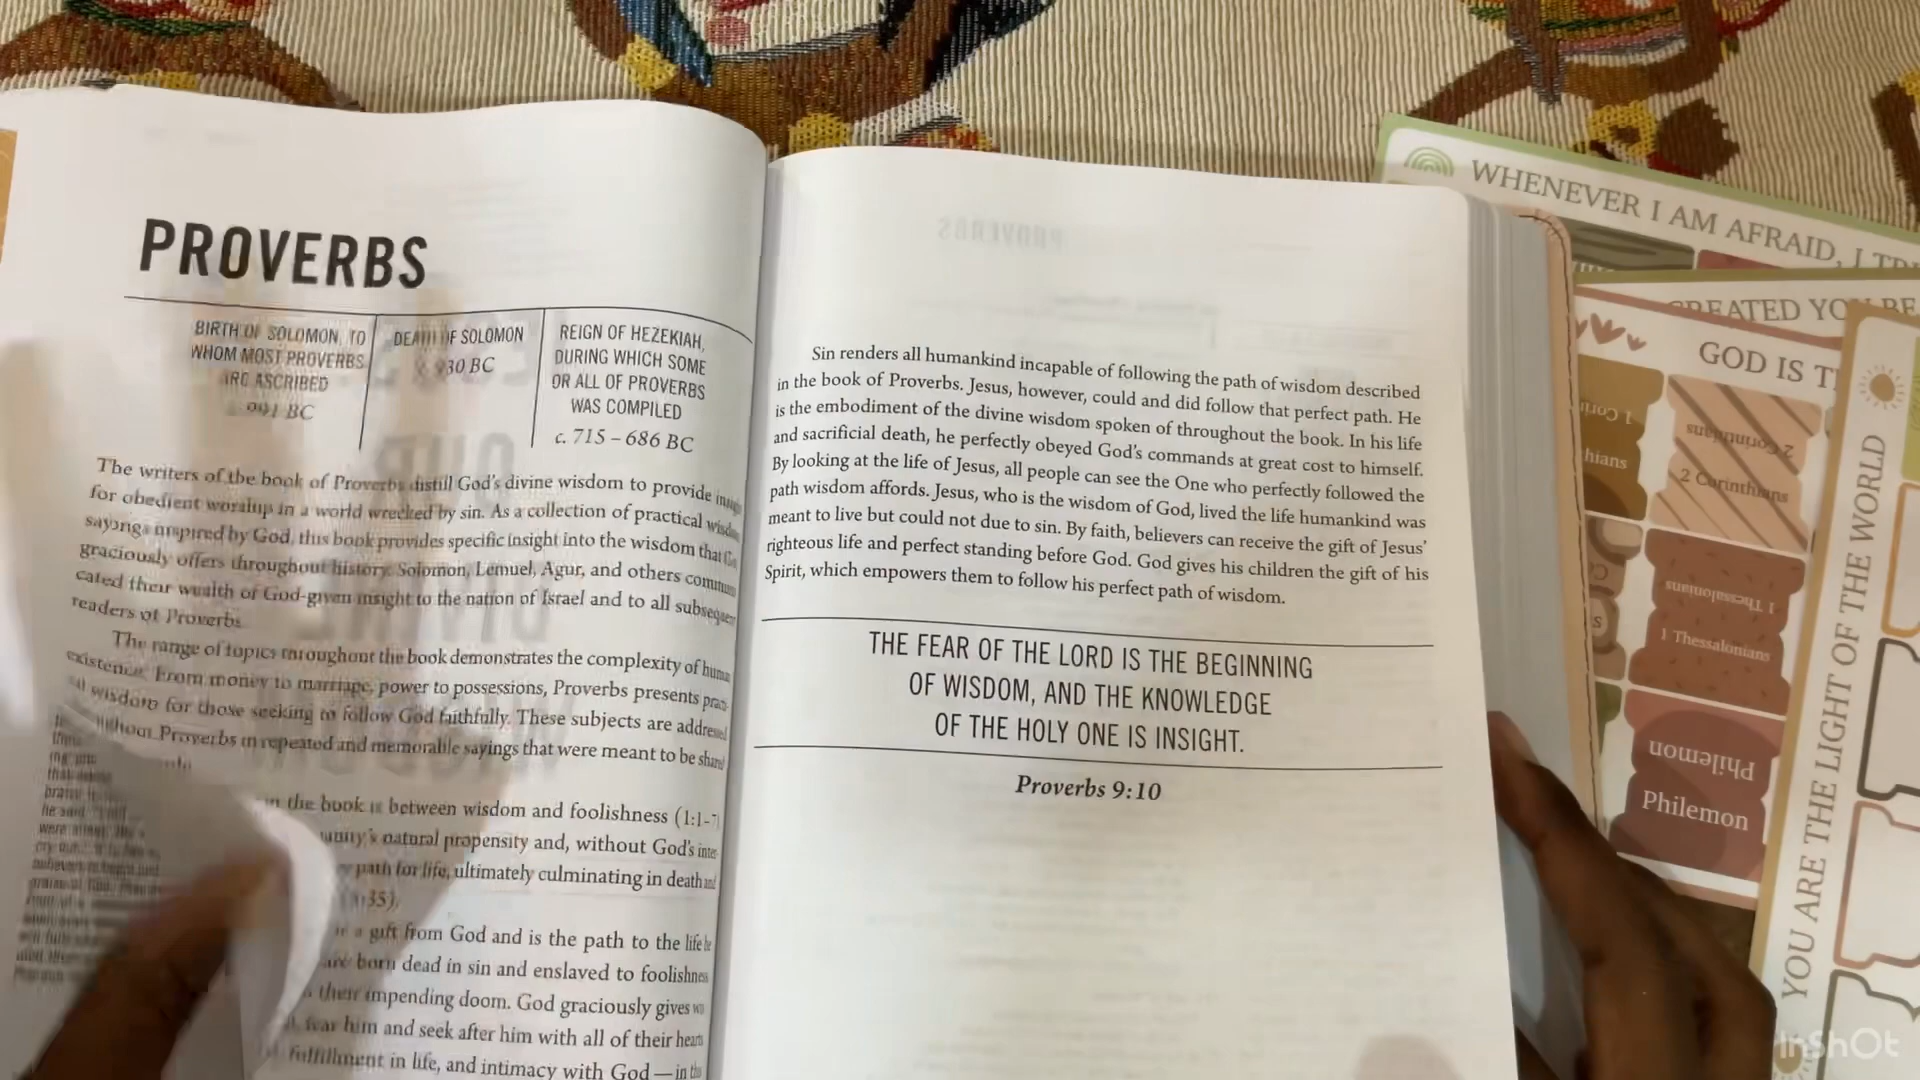 PROVERBS
BIRTH OF SOLOMON, TO
WHOM MOST PROVERBS
ARE ASCRIBED
991 BC
DEATH OF SOLOMON
930 BC
REIGN OF HEZEKIAH,
DURING WHICH SOME
OR ALL OF PROVERBS
WAS COMPILED
c. 715 – 686 BC
The writers of the book of Proverbs distill God's divine wisdom to provide
for obedient worship in a world wrecked by sin. As a collection of practical
sayings inspired by God, this book provides specific insight into the wisdom that
graciously offers throughout history. Solomon, Lemuel, Agur, and others
cated their wealth of God-given insight to the nation of Israel and to all
readers of Proverbs.
The range of topics throughout the book demonstrates the complexity of
existence. From money to marriage, power to possessions, Proverbs presents
wisdom for those seeking to follow God faithfully. These subjects are
Proverbs in repeated and memorable sayings that were meant to be
the book is between wisdom and foolishness (1:1–7
natural propensity and, without God's
path for life, ultimately culminating in death
35).
a gift from God and is the path to the life
are born dead in sin and enslaved to foolishness
their impending doom. God graciously gives
fear him and seek after him with all of their
fulfillment in life, and intimacy with God — in
Sin renders all humankind incapable of following the path of wisdom described
in the book of Proverbs. Jesus, however, could and did follow that perfect path. He
is the embodiment of the divine wisdom spoken of throughout the book. In his life
and sacrificial death, he perfectly obeyed God's commands at great cost to himself.
By looking at the life of Jesus, all people can see the One who perfectly followed the
path wisdom affords. Jesus, who is the wisdom of God, lived the life humankind was
meant to live but could not due to sin. By faith, believers can receive the gift of Jesus'
righteous life and perfect standing before God. God gives his children the gift of his
Spirit, which empowers them to follow his perfect path of wisdom.
THE FEAR OF THE LORD IS THE BEGINNING
OF WISDOM, AND THE KNOWLEDGE
OF THE HOLY ONE IS INSIGHT.
Proverbs 9:10
WHENEVER I AM AFRAID, I
YOU BE
GOD IS
2 Corinthians
2 Corinthians
1 Thessalonians
1 Thessalonians
Philemon
Philemon
YOU ARE THE LIGHT OF THE WORLD
InShOt